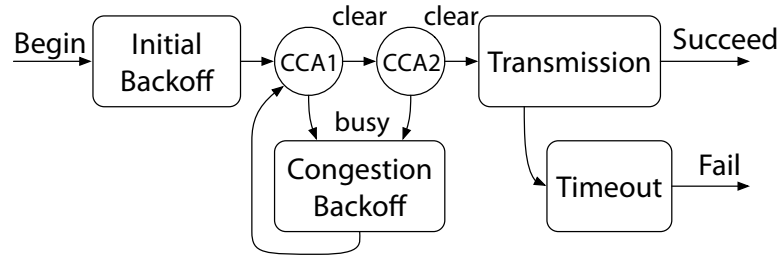 clear
clear
Begin
Initial
Backoff
CCA1
CCA2
Transmission
Succeed
busy
Congestion
Backoff
Timeout
Fail